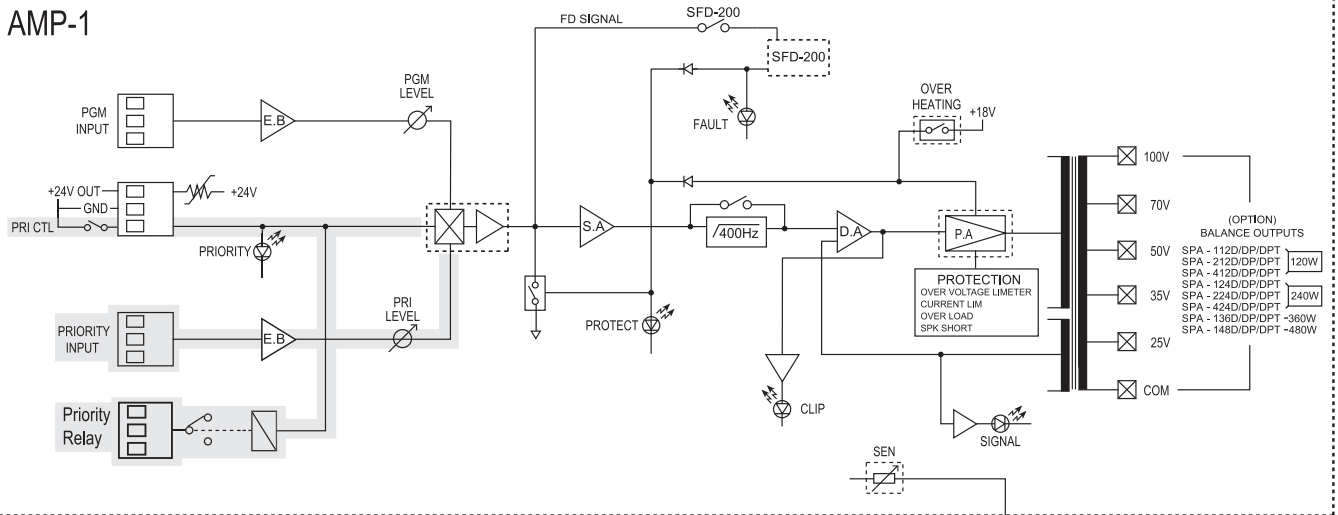 AMP-1
FD SIGNAL
SFD-200
SFD-200
PGM
INPUT
E.B
PGM
LEVEL
FAULT
OVER
HEATING
+18V
+24V OUT
GND
PRI CTL
+24V
PRIORITY
S.A
/400Hz
D.A
P.A
PROTECTION
OVER VOLTAGE LIMETER
CURRENT LIM
OVER LOAD
SPK SHORT
PRIORITY
INPUT
E.B
PRI
LEVEL
PROTECT
Priority
Relay
CLIP
SIGNAL
SEN
100V
70V
50V
35V
25V
COM
(OPTION)
BALANCE OUTPUTS
SPA - 112D/DP/DPT
SPA - 212D/DP/DPT 120W
SPA - 412D/DP/DPT
SPA - 124D/DP/DPT
SPA - 224D/DP/DPT 240W
SPA - 424D/DP/DPT
SPA - 136D/DP/DPT -360W
SPA - 148D/DP/DPT -480W